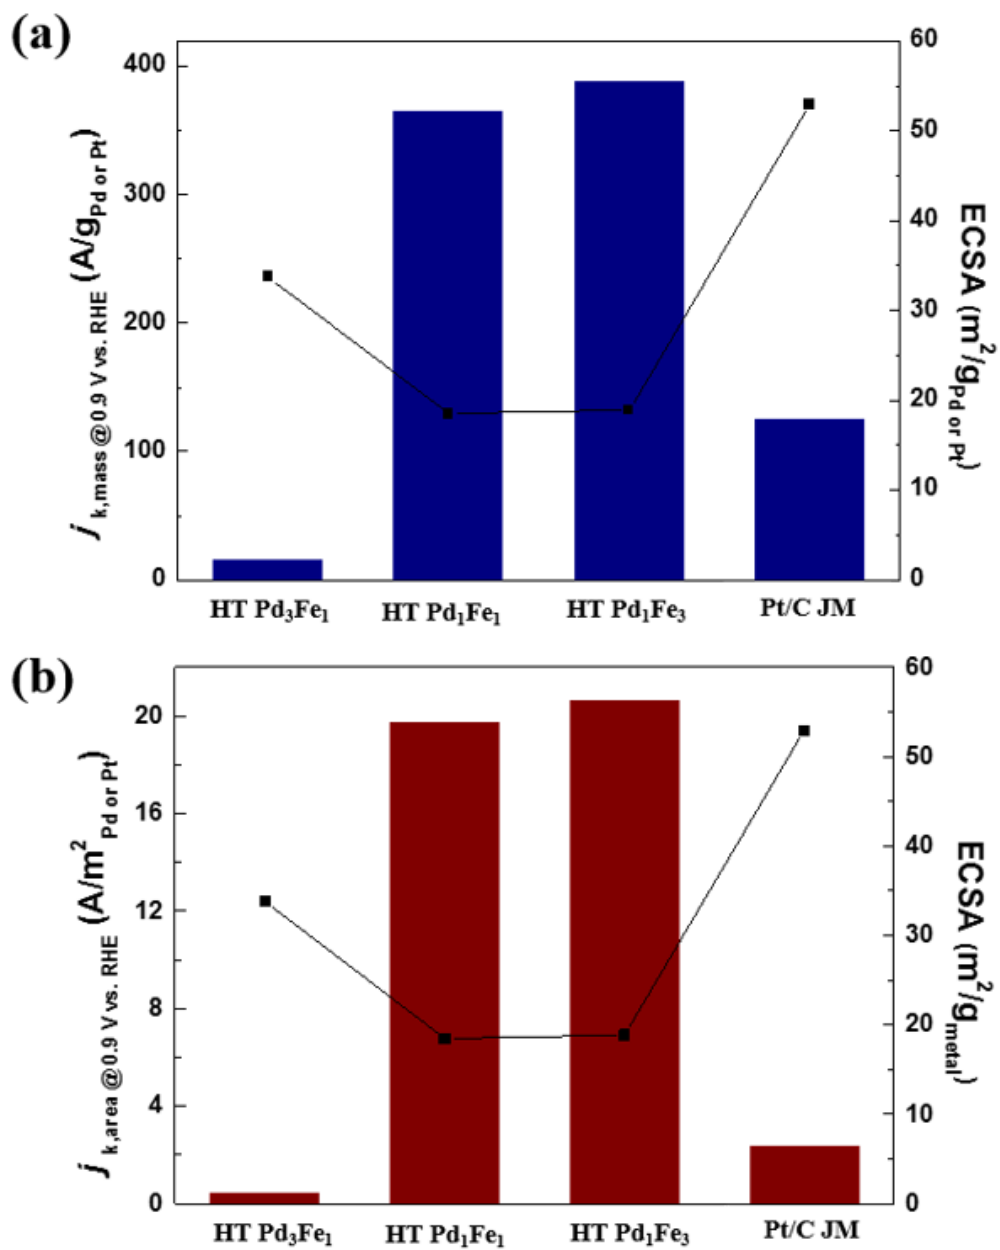 (a)
400
300
200
100
0
j k,mass @ 0.9 V vs. RHE (A/gPd or Pt)
60
50
40
30
20
10
0
ECSA (m²/gPd or Pt)
HT Pd₃Fe₁
HT Pd₁Fe₁
HT Pd₁Fe₃
Pt/C JM
(b)
20
16
12
8
4
0
j k,area @ 0.9 V vs. RHE (A/m² Pd or Pt)
60
50
40
30
20
10
0
ECSA (m²/gmetal)
HT Pd₃Fe₁
HT Pd₁Fe₁
HT Pd₁Fe₃
Pt/C JM